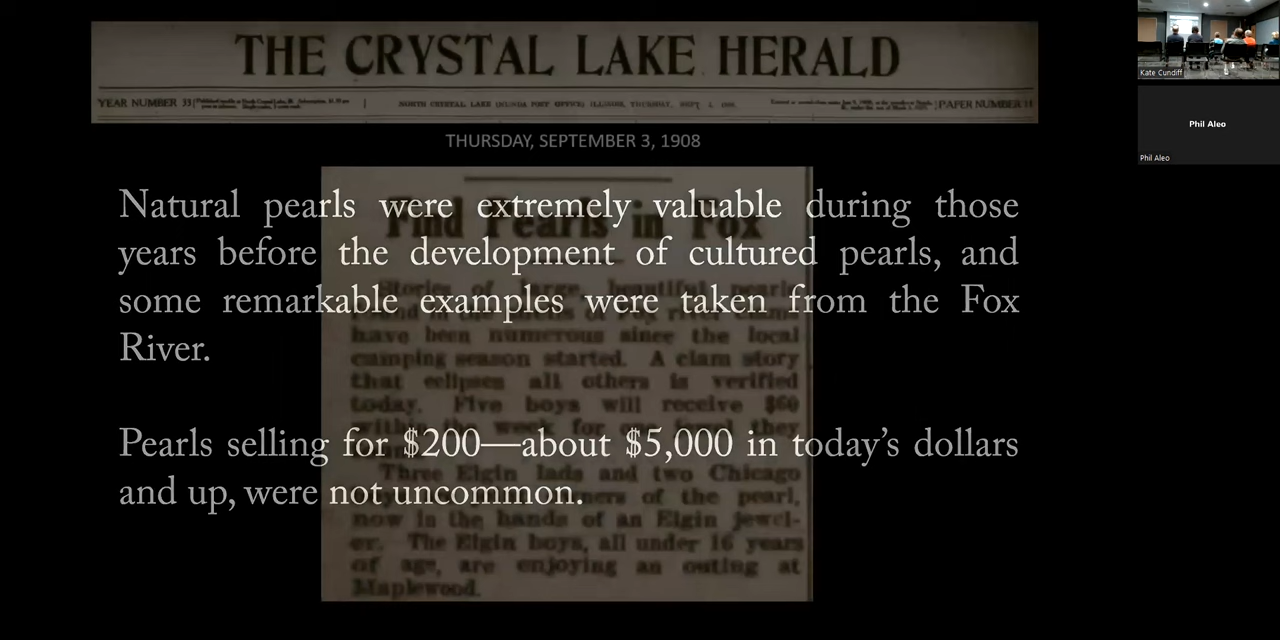 THE CRYSTAL LAKE HERALD
YEAR NUMBER 33
PAPER NUMBER
THURSDAY, SEPTEMBER 3, 1908
Find Pearls in Fox
Natural pearls were extremely valuable during those
years before the development of cultured pearls, and
some remarkable examples were taken from the Fox
River.
have been numerous since the local
camping season started. A clam story
that eclipses all others is verified
today. Five boys will receive $60
Pearls selling for $200—about $5,000 in today's dollars
and up, were not uncommon.
Three Elgin lads and two Chicago
of the pearl,
now in the hands of an Elgin jewel-
er. The Elgin boys, all under 16 years
of age, are enjoying an outing at
Maplewood.
Kate Cundiff
Phil Aleo
Phil Aleo